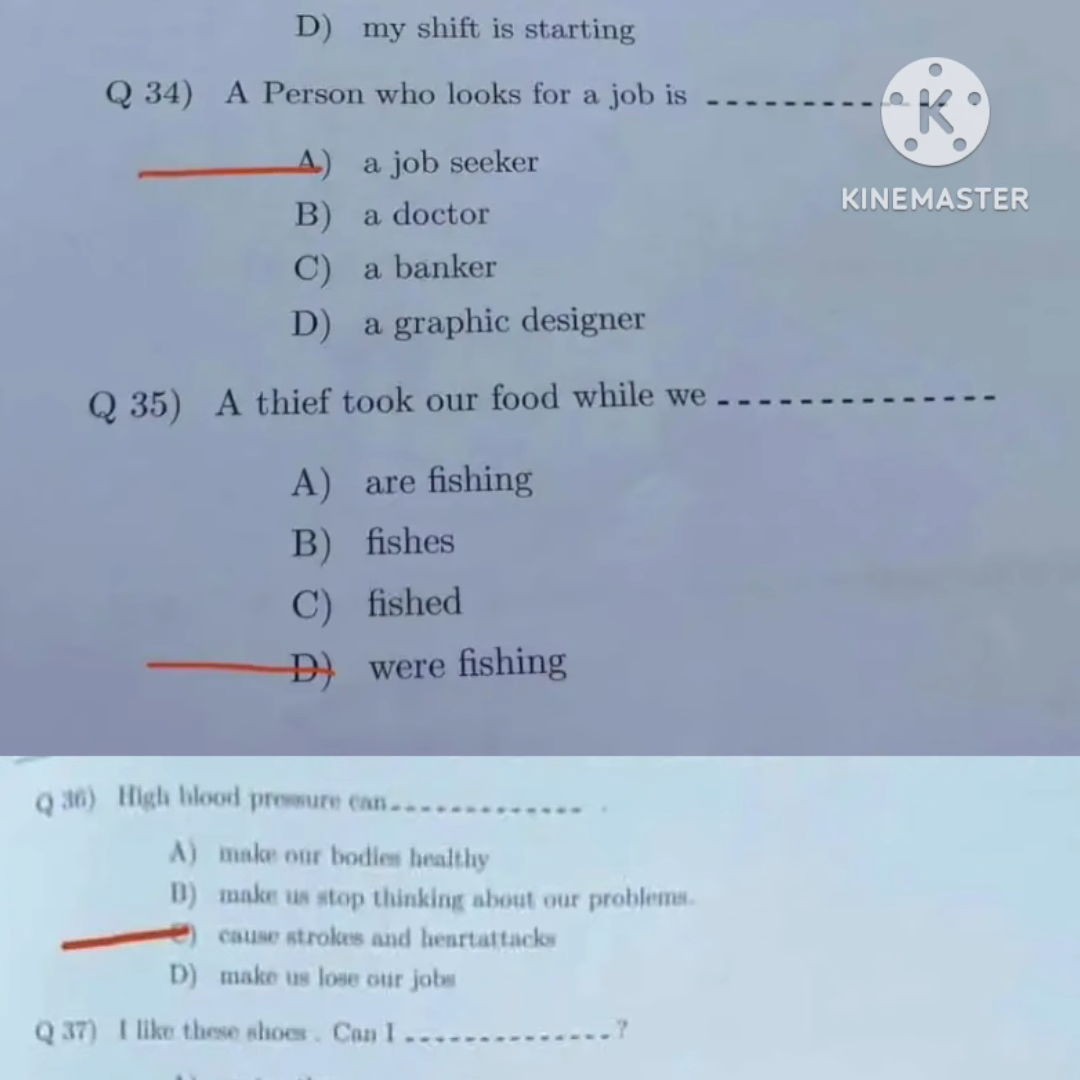 D) my shift is starting
Q 34) A Person who looks for a job is --------------
K
KINEMASTER
A) a job seeker
B) a doctor
C) a banker
D) a graphic designer
Q 35) A thief took our food while we --------------
A) are fishing
B) fishes
C) fished
D) were fishing
Q 36) High blood pressure can------------- .
A) make our bodies healthy
B) make us stop thinking about our problems.
C) cause strokes and heartattacks
D) make us lose our jobs
Q 37) I like these shoes . Can I --------------?